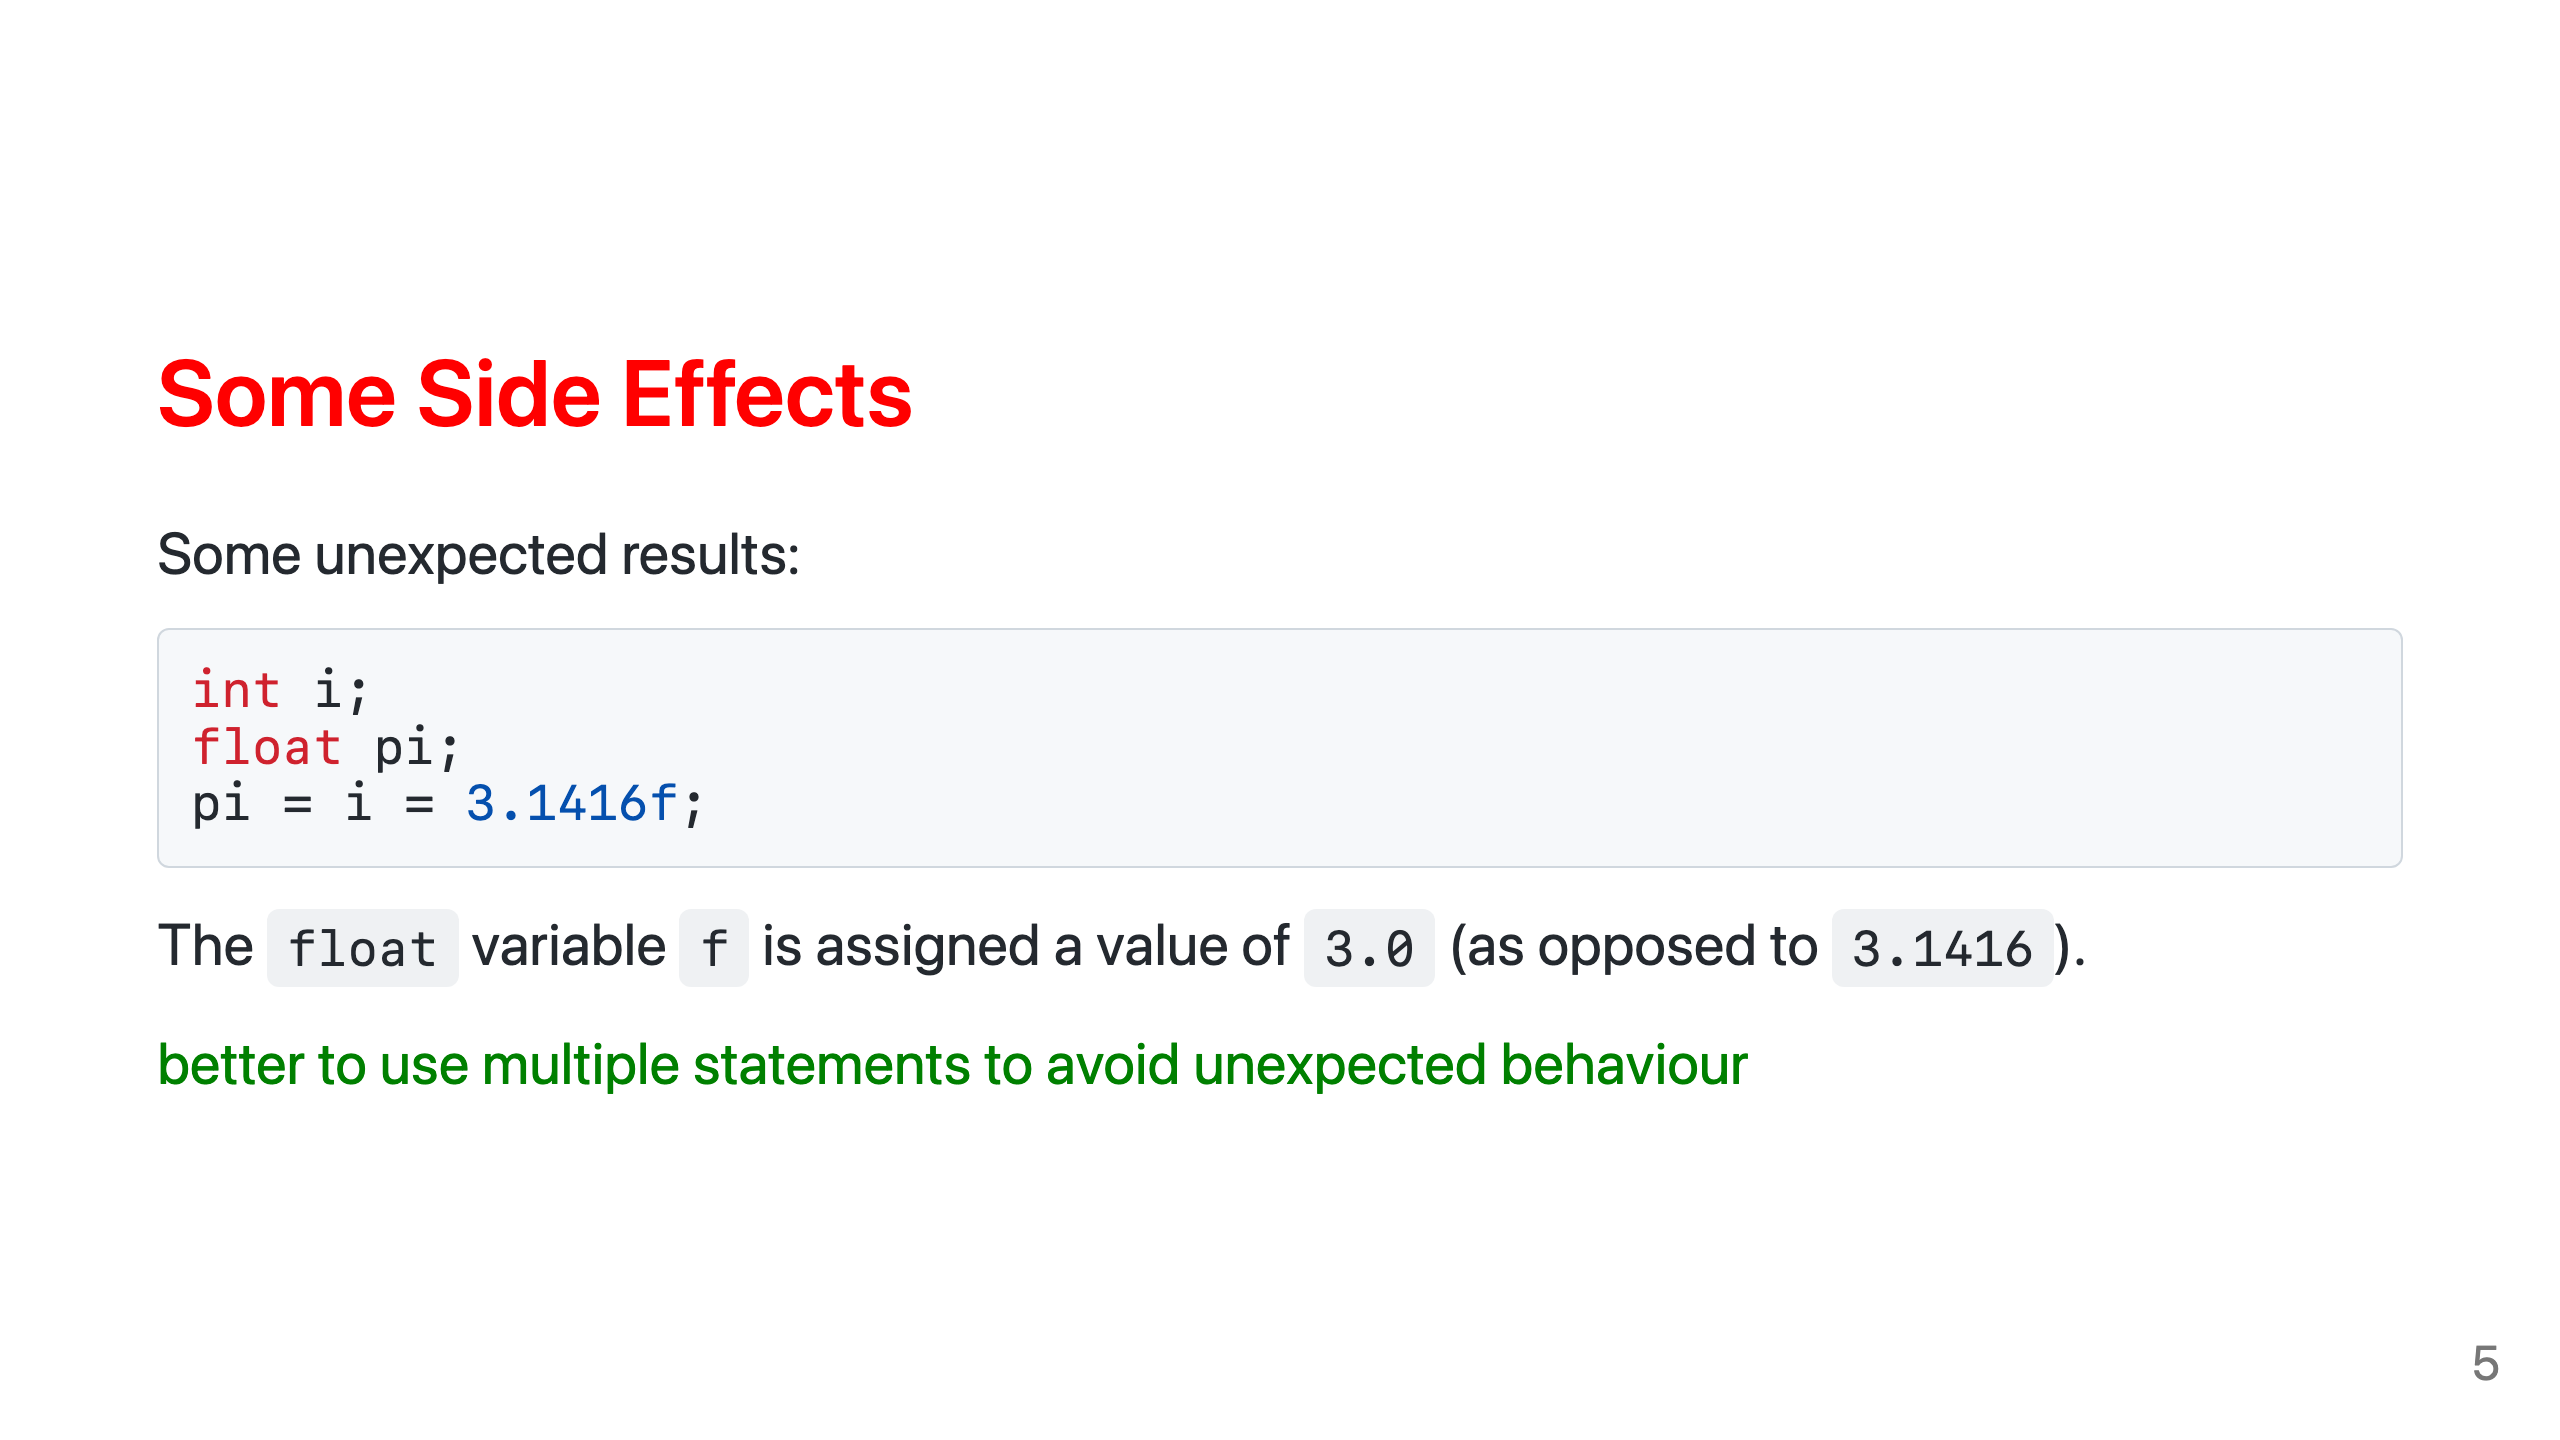 Some Side Effects
Some unexpected results:
int i;
float pi;
pi = i = 3.1416f;
The float variable f is assigned a value of 3.0 (as opposed to 3.1416).
better to use multiple statements to avoid unexpected behaviour
5